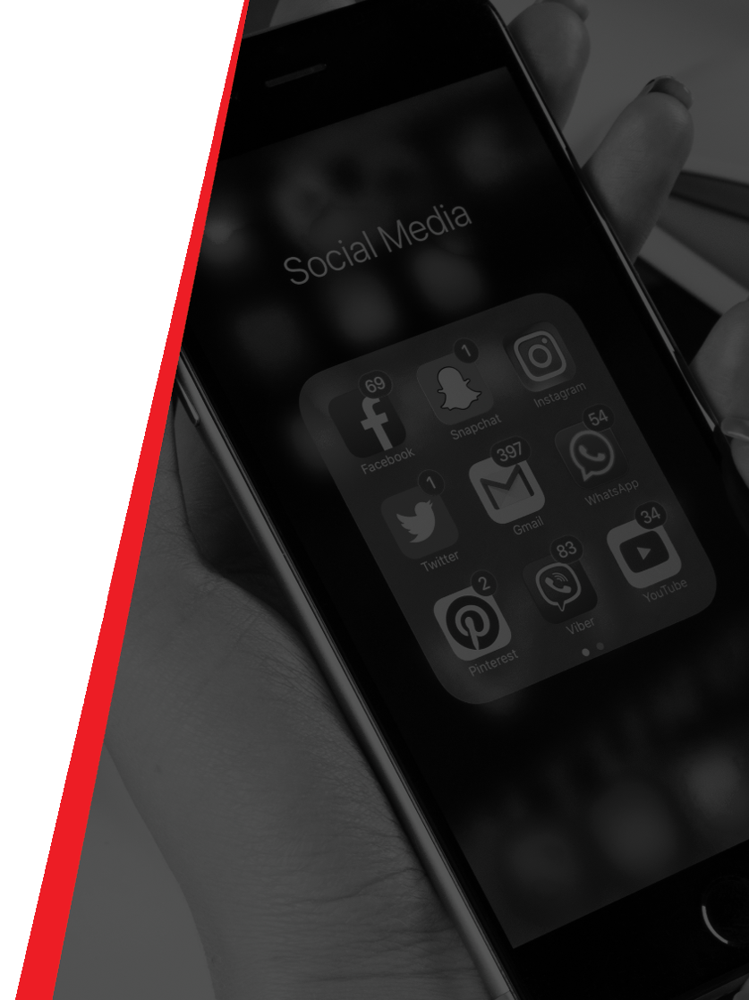 Social Media
69
Facebook
1
Snapchat
Instagram
1
Twitter
397
Gmail
54
WhatsApp
2
Pinterest
83
Viber
34
YouTube